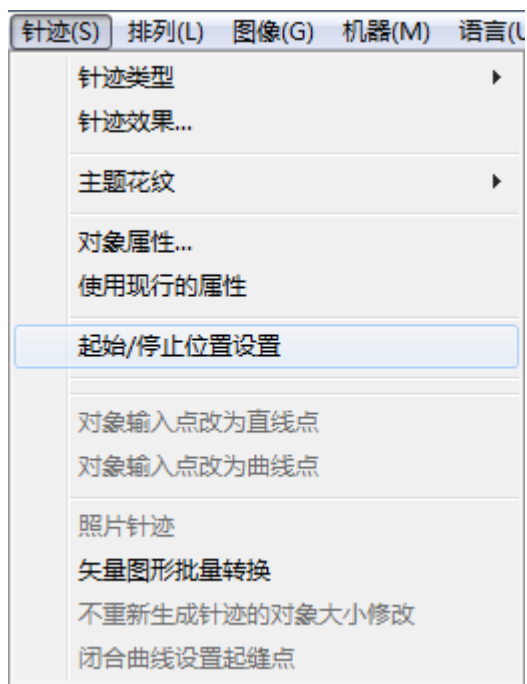 针迹(S) 排列(L) 图像(G) 机器(M) 语言(U
针迹类型
针迹效果...
主题花纹
对象属性...
使用现行的属性
起始/停止位置设置
对象输入点改为直线点
对象输入点改为曲线点
照片针迹
矢量图形批量转换
不重新生成针迹的对象大小修改
闭合曲线设置起缝点